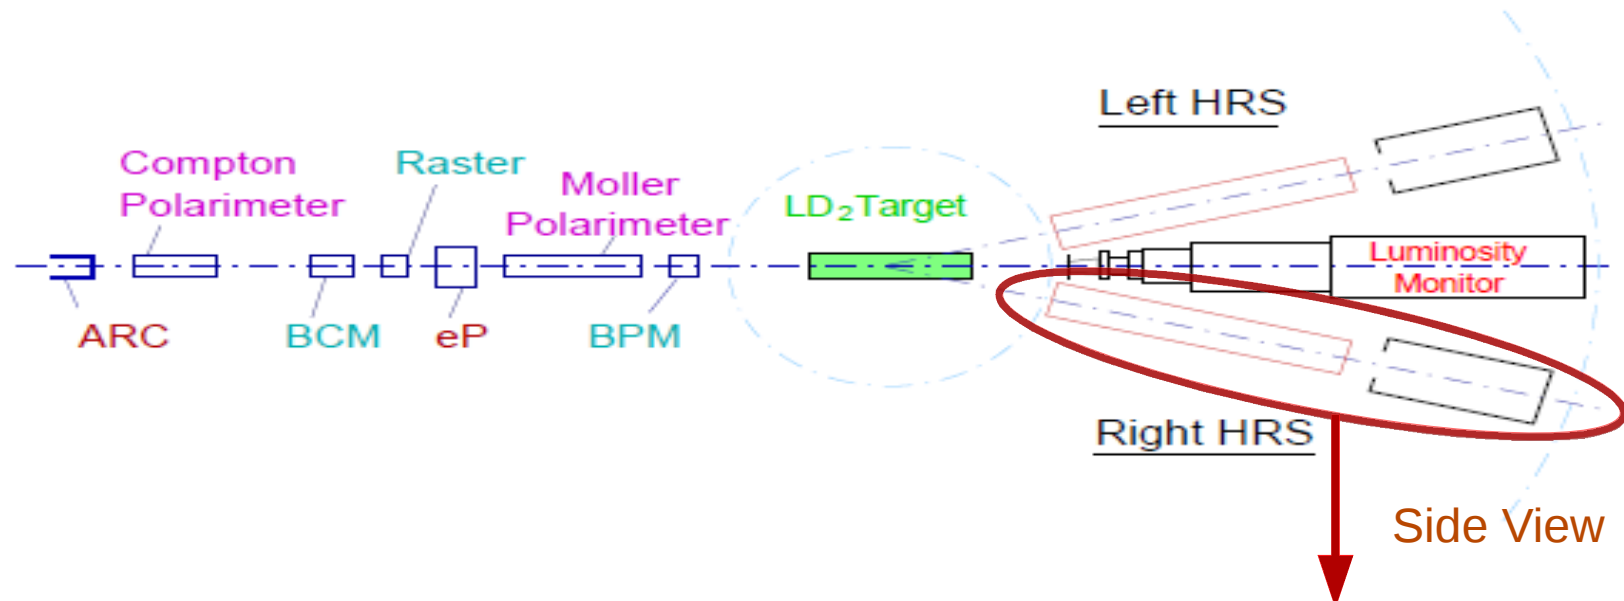 Left HRS
Compton
Polarimeter
Raster
Moller
Polarimeter
LD₂Target
Luminosity
Monitor
ARC
BCM
eP
BPM
Right HRS
Side View